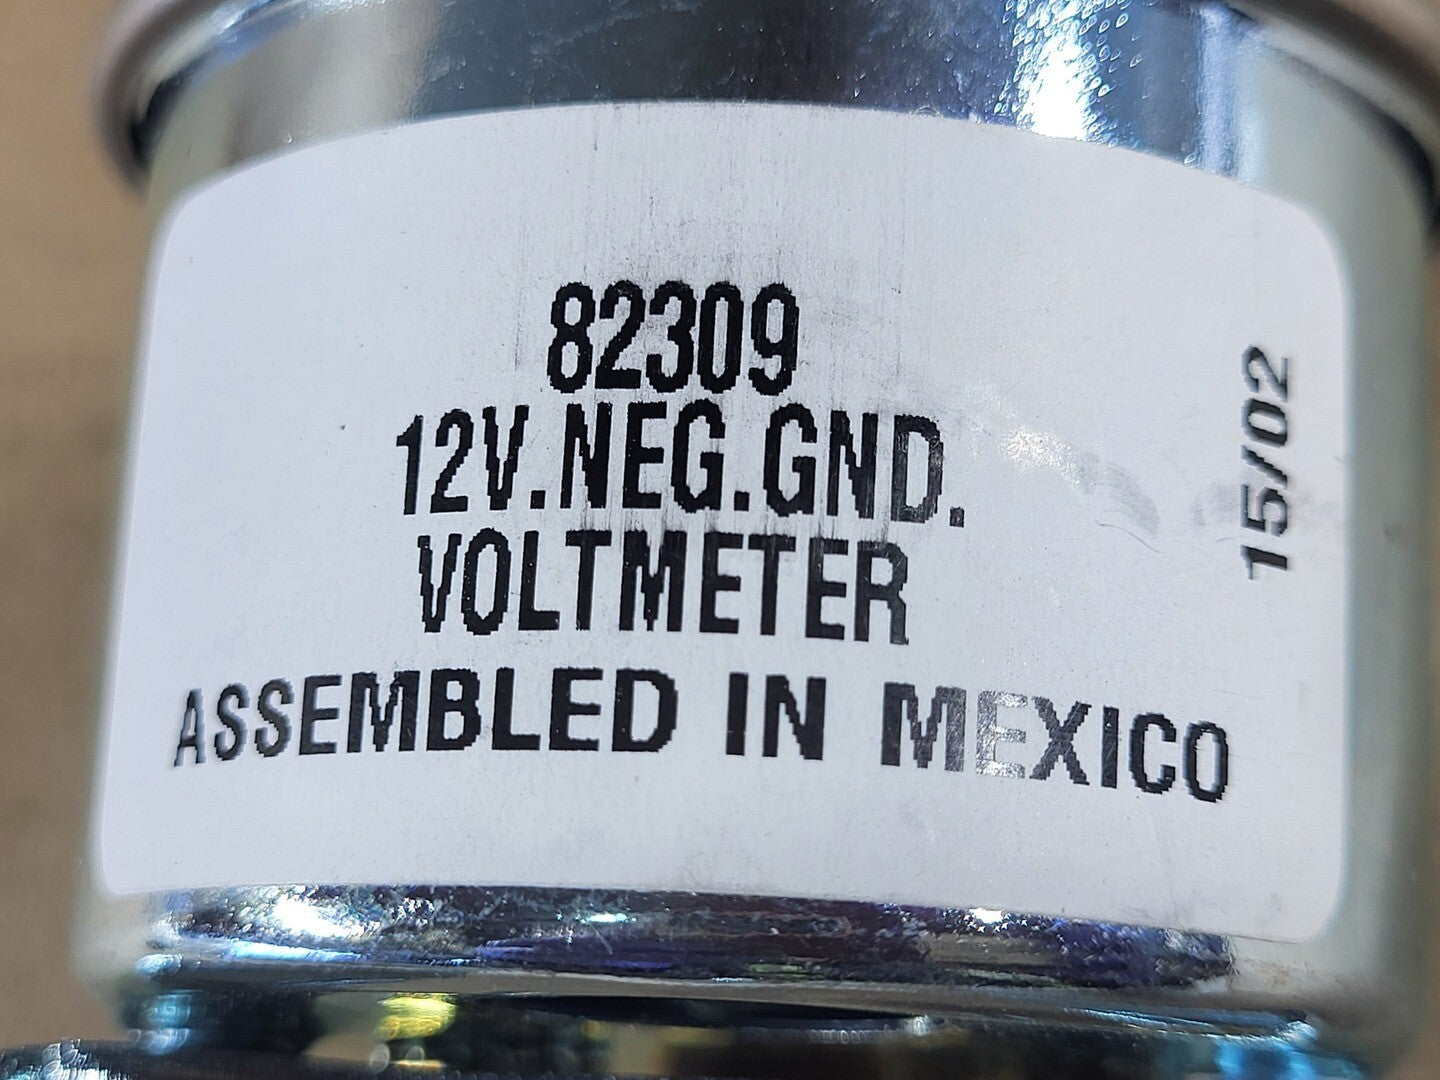 82309
12V.NEG.GND.
VOLTMETER
ASSEMBLED IN MEXICO
15/02